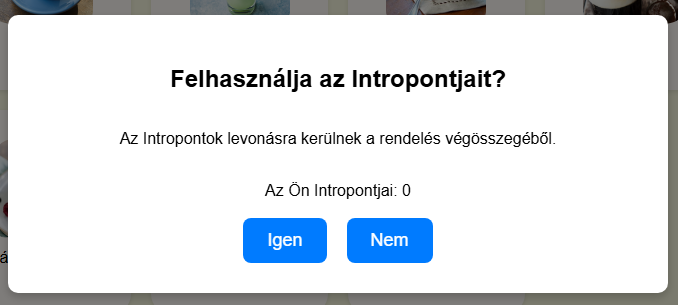 Felhasználja az Intropontjait?
Az Intropontok levonásra kerülnek a rendelés végösszegéből.
Az Ön Intropontjai: 0
Igen Nem